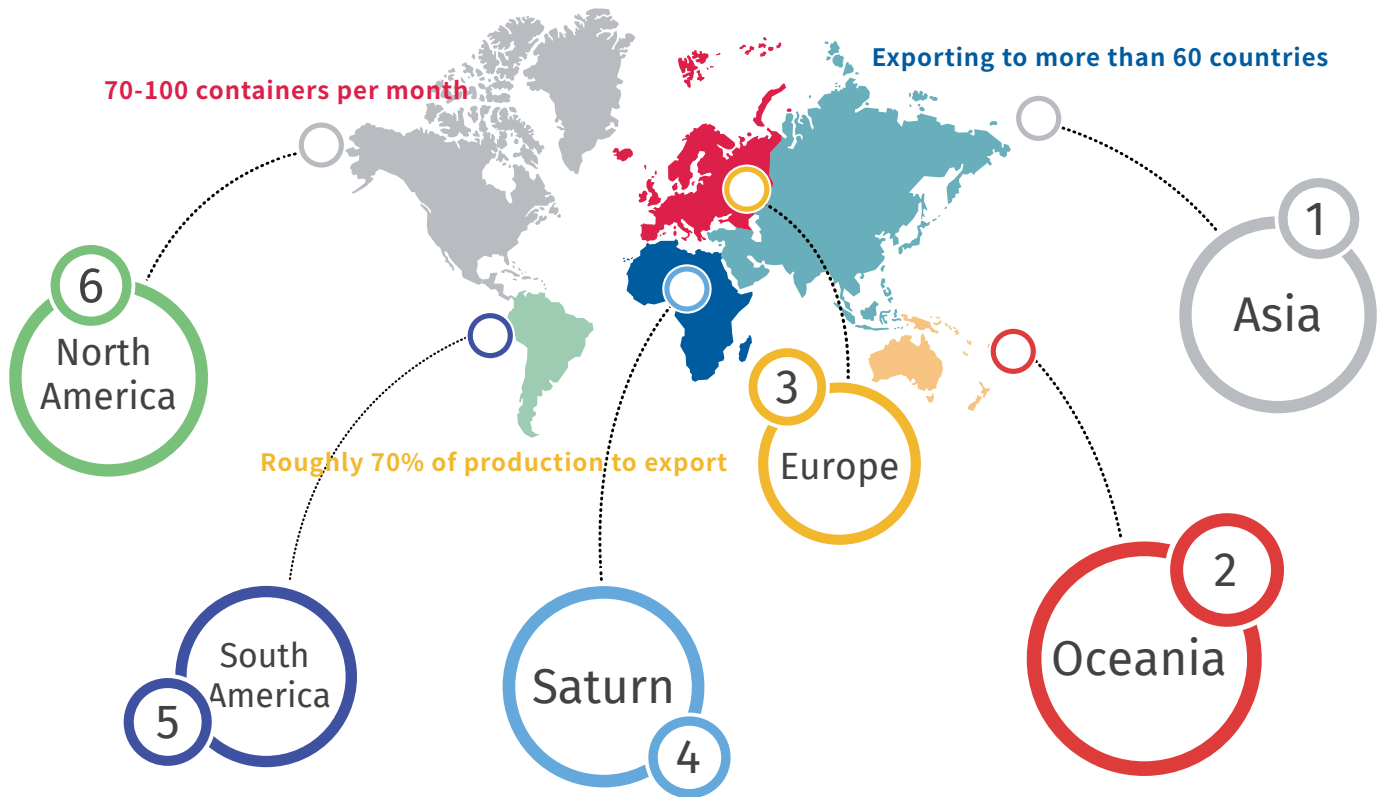 Exporting to more than 60 countries
70-100 containers per month
1
Asia
6
North
America
3
Europe
Roughly 70% of production to export
2
Oceania
South
America
5
Saturn
4